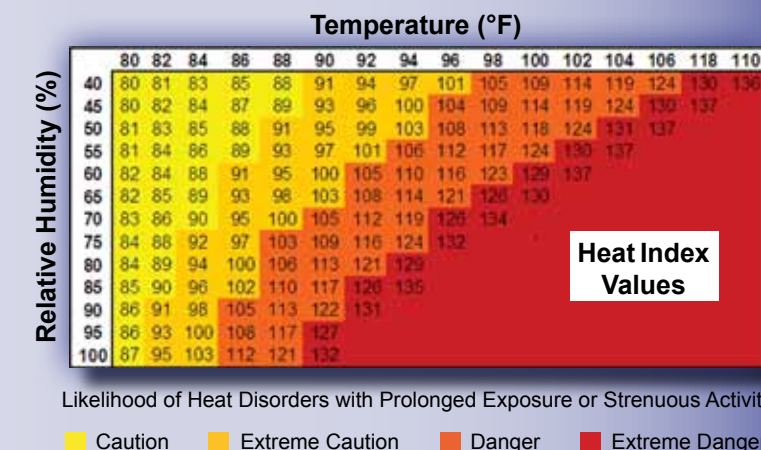 Temperature (°F)
80 82 84 86 88 90 92 94 96 98 100 102 104 106 118 110
Relative Humidity (%)
40 80 81 83 85 88 91 94 97 101 105 109 114 119 124 130 136
45 80 82 84 87 89 93 96 100 104 109 114 119 124 130 137
50 81 83 85 88 91 95 99 103 108 113 118 124 131 137
55 81 84 86 89 93 97 101 106 112 117 124 130 137
60 82 84 88 91 95 100 105 110 116 123 129 137
65 82 85 89 93 98 103 108 114 121 126 130
70 83 86 90 95 100 105 112 119 126 134
75 84 88 92 97 103 109 116 124 132
80 84 89 94 100 106 113 121 129
85 85 90 96 102 110 117 126 135
90 86 91 98 105 113 122 131
95 86 93 100 108 117 127
100 87 95 103 112 121 132
Heat Index
Values
Likelihood of Heat Disorders with Prolonged Exposure or Strenuous Activit
Caution Extreme Caution Danger Extreme Danger